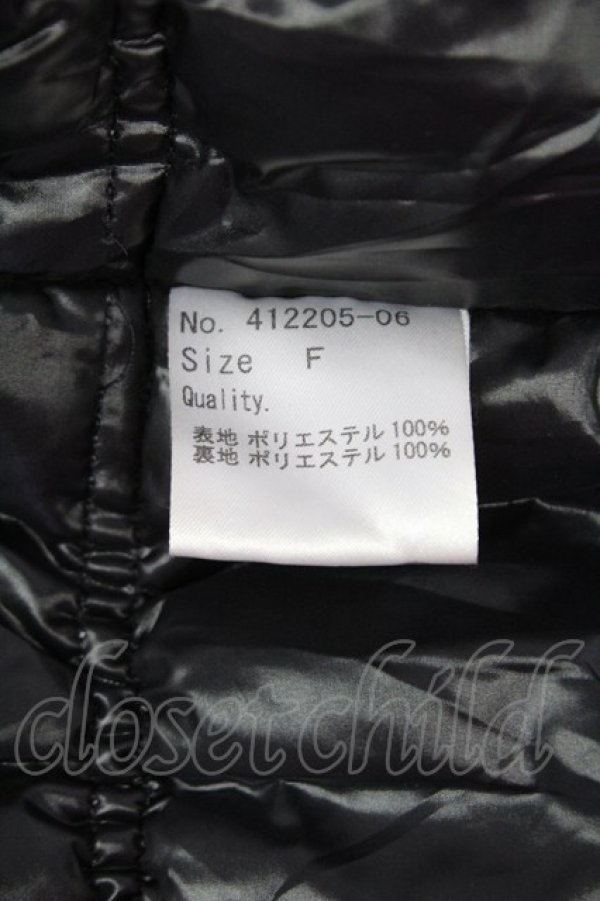 No. 412205-06
Size F
Quality.
表地 ポリエステル 100%
裏地 ポリエステル 100%
closet child